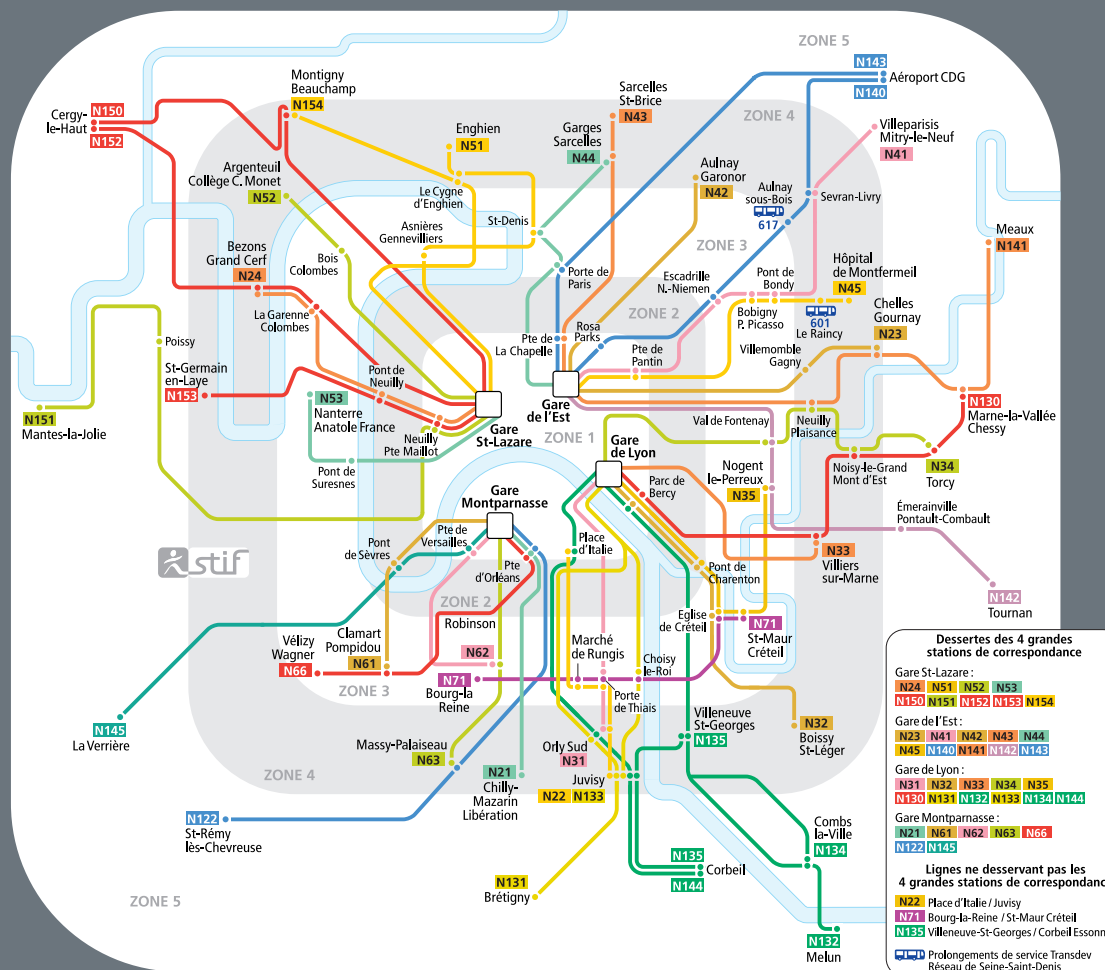 ZONE 5
N143
Aéroport CDG
N140
Montigny
Beauchamp
N154
Sarcelles
St-Brice
N43
Cergy-
le-Haut
N150
N152
ZONE 4
Enghien
N51
Garges
Sarcelles
N44
Villeparisis
Mitry-le-Neuf
N41
Argenteuil
Collège C. Monet
N52
Le Cygne
d'Enghien
Aulnay
Garonor
N42
Aulnay
sous-Bois
617
Sevran-Livry
St-Denis
Asnières
Gennevilliers
Meaux
N141
Bezons
Grand Cerf
N24
Bois
Colombes
ZONE 3
Porte de
Paris
Escadrille
N.-Niemen
Pont de
Bondy
Hôpital
de Montfermeil
N45
La Garenne
Colombes
ZONE 2
Bobigny
P. Picasso
601
Le Raincy
Chelles
Gournay
N23
Rosa
Parks
Pte de
La Chapelle
Pte de
Pantin
Villemomble
Gagny
Poissy
St-Germain
en-Laye
N153
Pont de
Neuilly
N53
Nanterre
Anatole France
Gare
St-Lazare
Gare
de l'Est
N151
Mantes-la-Jolie
N130
Marne-la-Vallée
Chessy
Neuilly
Pte Maillot
ZONE 1
Val de Fontenay
Neuilly
Plaisance
Gare
de Lyon
Pont de
Suresnes
Noisy-le-Grand
Mont d'Est
N34
Torcy
Nogent
le-Perreux
N35
Parc de
Bercy
Gare
Montparnasse
Émerainville
Pontault-Combault
Pte de
Versailles
Place
d'Italie
Pont
de Sèvres
Pte
d'Orléans
Pont de
Charenton
N33
Villiers
sur-Marne
stif
N142
Tournan
ZONE 2
Robinson
Eglise
de Créteil
N71
St-Maur
Créteil
Clamart
Pompidou
N61
Vélizy
Wagner
N66
N62
Marché
de Rungis
Choisy
-le-Roi
ZONE 3
N71
Bourg-la
Reine
Porte
de Thiais
N145
La Verrière
Villeneuve
St-Georges
N135
N32
Boissy
St-Léger
Massy-Palaiseau
N63
Orly Sud
N31
ZONE 4
N21
Chilly-
Mazarin
Libération
Juvisy
N22 N133
N122
St-Rémy
lès-Chevreuse
Combs
la-Ville
N134
N135
Corbeil
N144
N131
Brétigny
ZONE 5
N132
Melun
Dessertes des 4 grandes
stations de correspondance
Gare St-Lazare :
N24 N51 N52 N53
N150 N151 N152 N153 N154
Gare de l'Est :
N23 N41 N42 N43 N44
N45 N140 N141 N142 N143
Gare de Lyon :
N31 N32 N33 N34 N35
N130 N131 N132 N133 N134 N144
Gare Montparnasse :
N21 N61 N62 N63 N66
N122 N145
Lignes ne desservant pas les
4 grandes stations de correspondanc
N22 Place d'Italie / Juvisy
N71 Bourg-la-Reine / St-Maur Créteil
N135 Villeneuve-St-Georges / Corbeil Essonn
Prolongements de service Transdev
Réseau de Seine-Saint-Denis